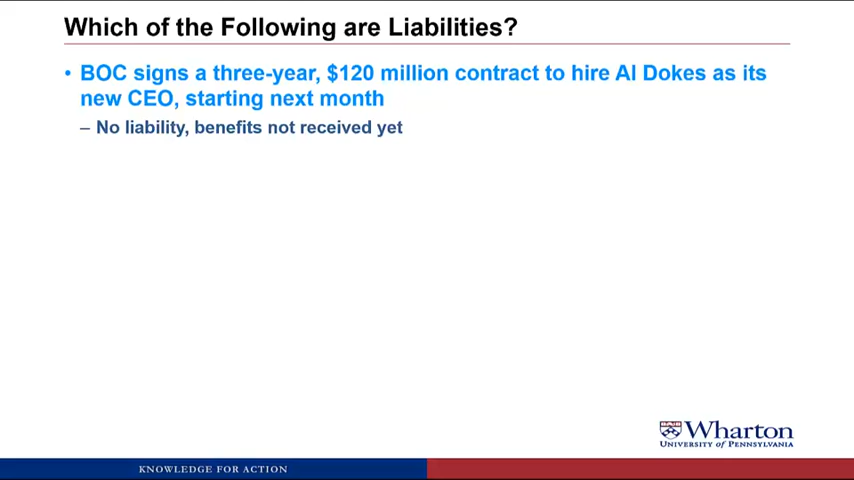 Which of the Following are Liabilities?
• BOC signs a three-year, $120 million contract to hire Al Dokes as its
new CEO, starting next month
– No liability, benefits not received yet
Wharton
UNIVERSITY OF PENNSYLVANIA
KNOWLEDGE FOR ACTION